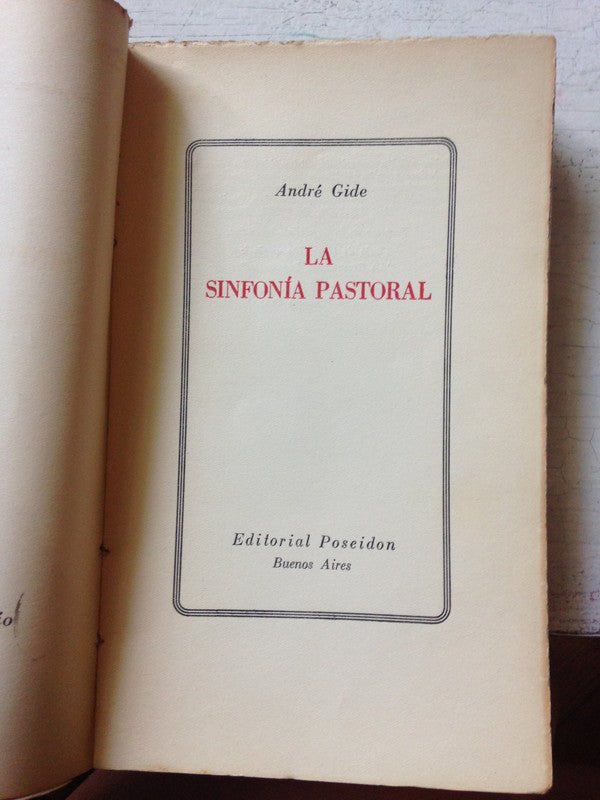 André Gide
LA
SINFONÍA PASTORAL
Editorial Poseidon
Buenos Aires